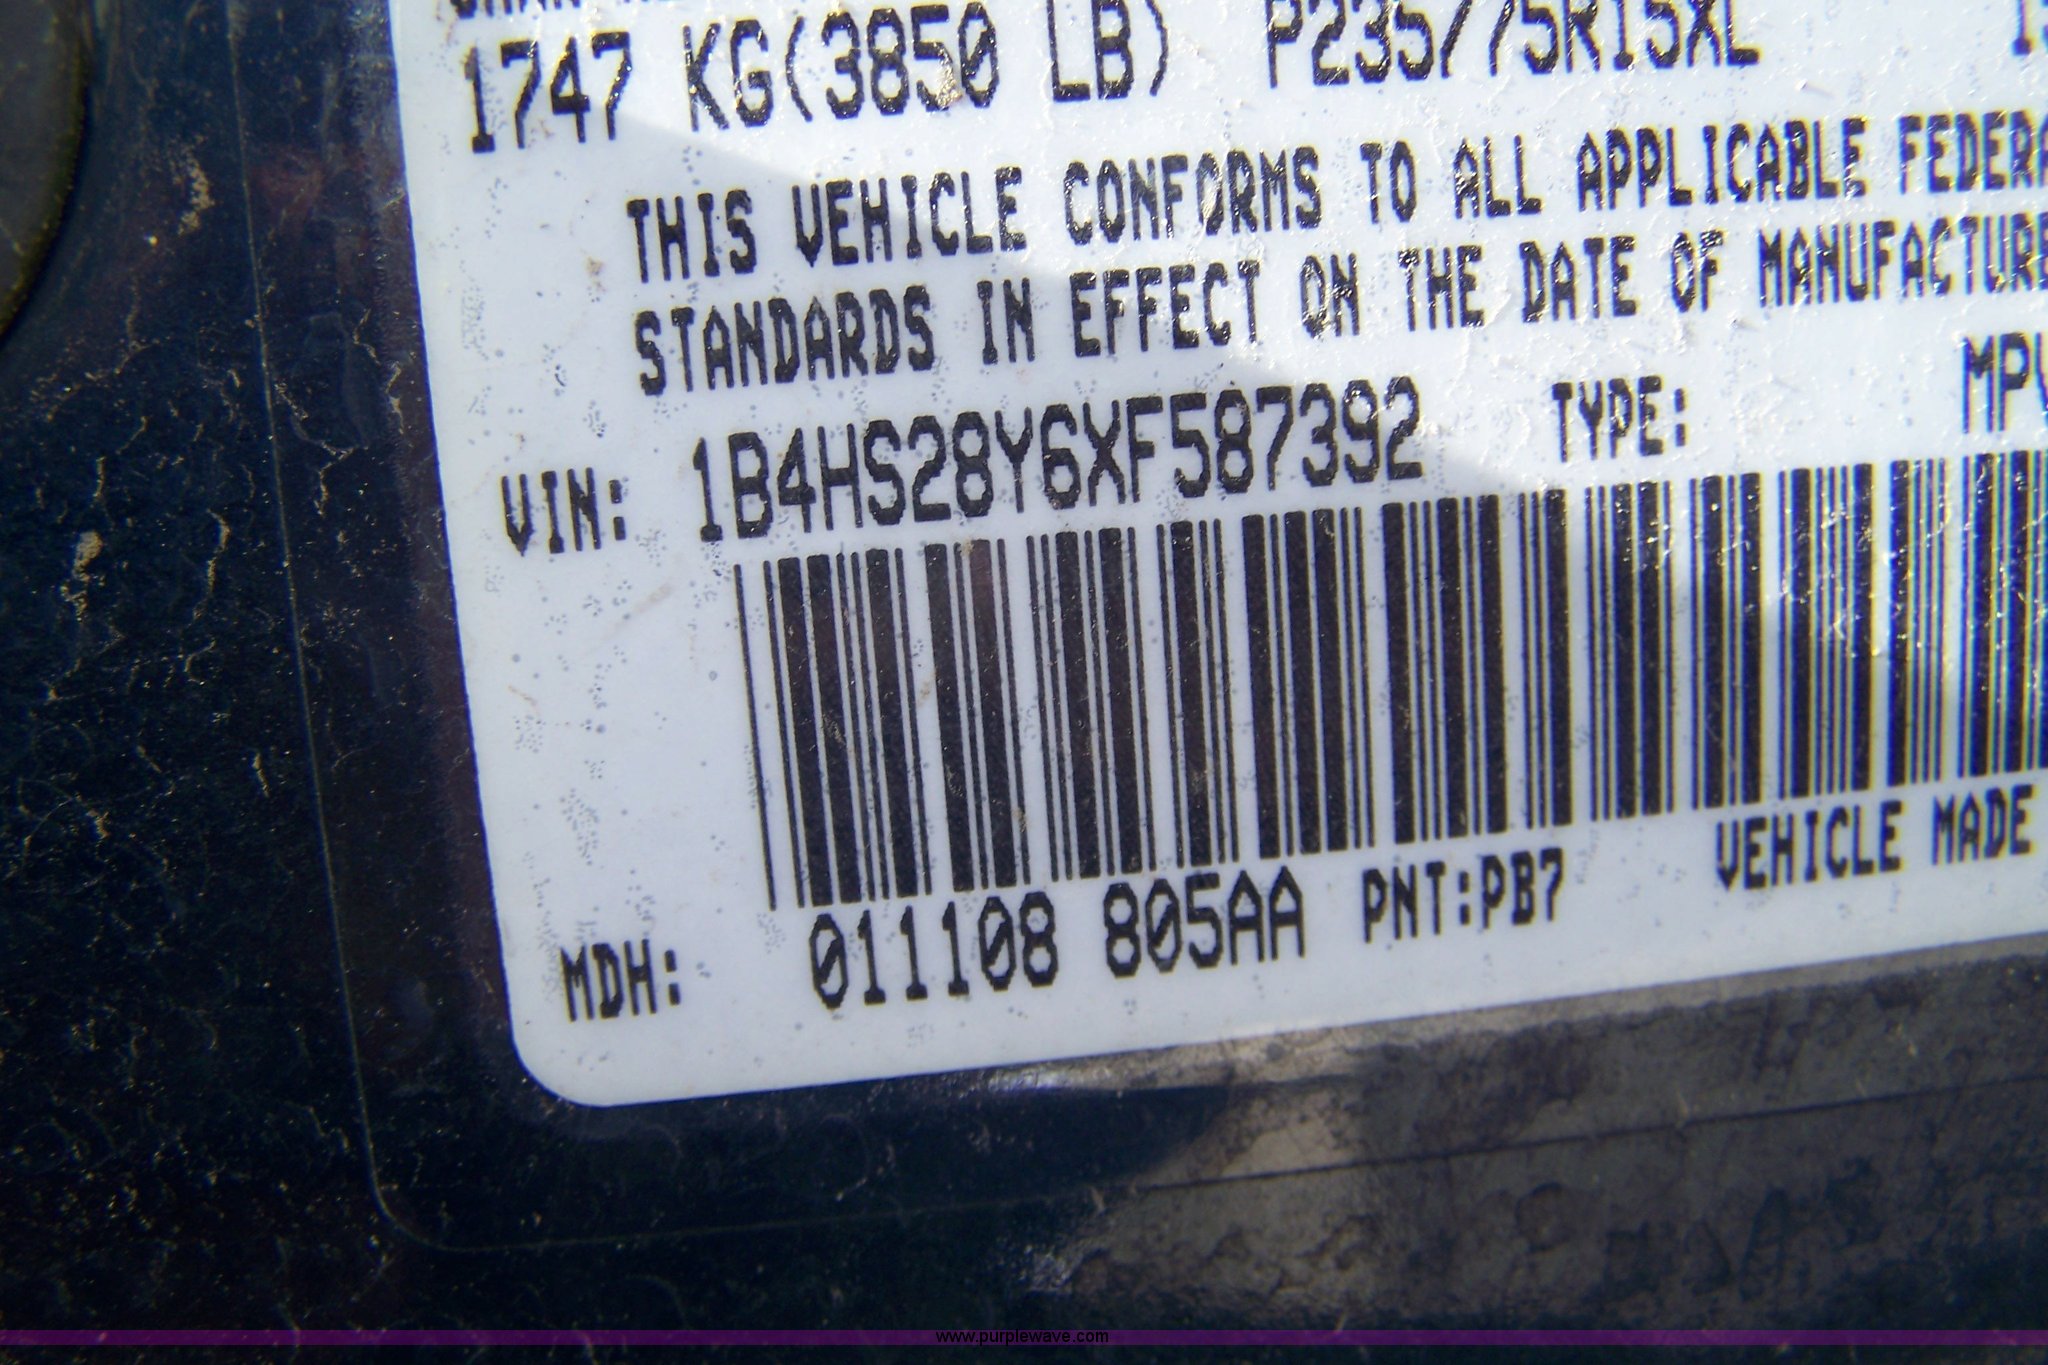 1747 KG(3850 LB) P235/75R15XL
THIS VEHICLE CONFORMS TO ALL APPLICABLE FEDERA
STANDARDS IN EFFECT ON THE DATE OF MANUFACTURE
VIN: 1B4HS28Y6XF587392 TYPE: MPV
MDH: 011108 805AA PNT:PB7 VEHICLE MADE
www.purplewave.com